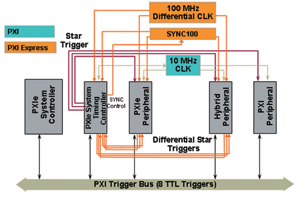 PXI
PXI Express
Star
Trigger
100 MHz
Differential CLK
SYNC100
10 MHz
CLK
PXIe System
Controller
PXIe System
Timing
Controller
SYNC
Control
PXIe
Peripheral
Hybrid
Peripheral
PXI
Peripheral
Differential Star
Triggers
PXI Trigger Bus (8 TTL Triggers)